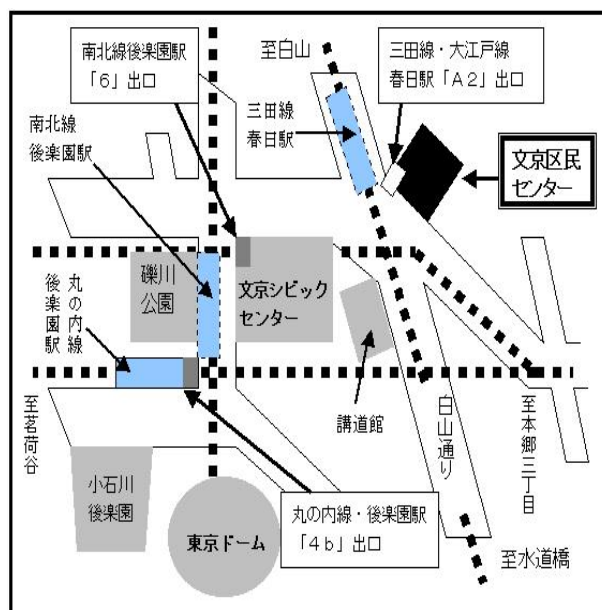 南北線後楽園駅
「6」出口
至白山
三田線・大江戸線
春日駅「A2」出口
南北線
後楽園駅
三田線
春日駅
文京区民
センター
礫川
公園
文京シビック
センター
丸の内線
後楽園駅
講道館
至茗荷谷
白山通り
至本郷三丁目
小石川
後楽園
東京ドーム
丸の内線・後楽園駅
「4b」出口
至水道橋